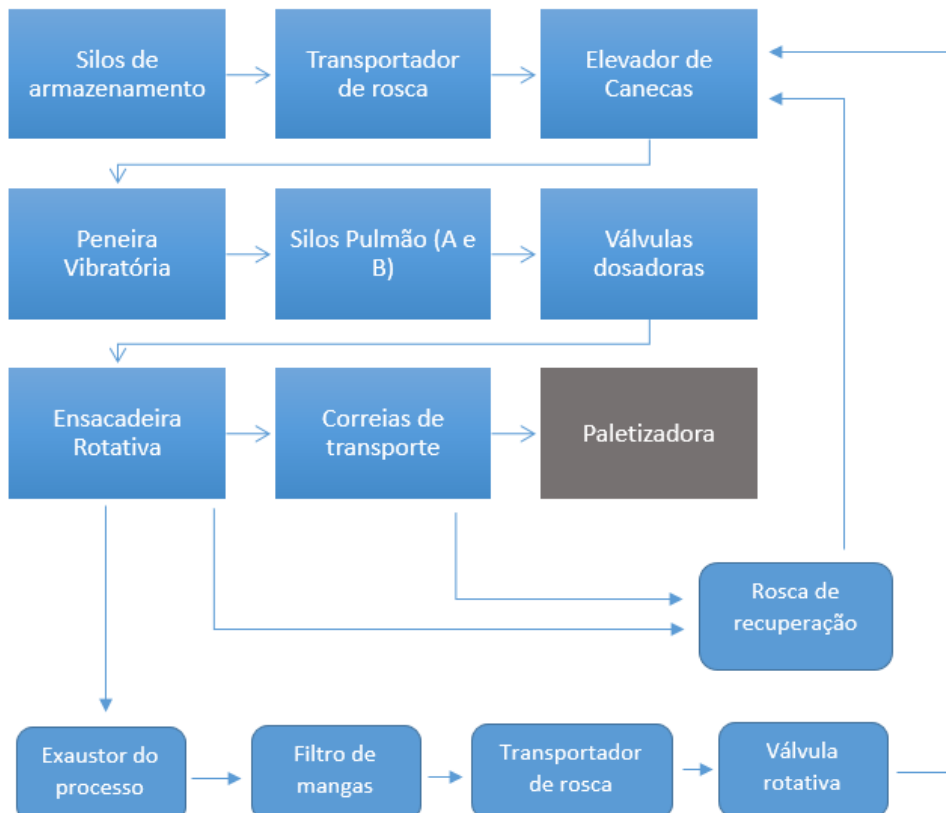 Silos de
armazenamento
Transportador
de rosca
Elevador de
Canecas
Peneira
Vibratória
Silos Pulmão (A e
B)
Válvulas
dosadoras
Ensacadeira
Rotativa
Correias de
transporte
Paletizadora
Rosca de
recuperação
Exaustor do
processo
Filtro de
mangas
Transportador
de rosca
Válvula
rotativa